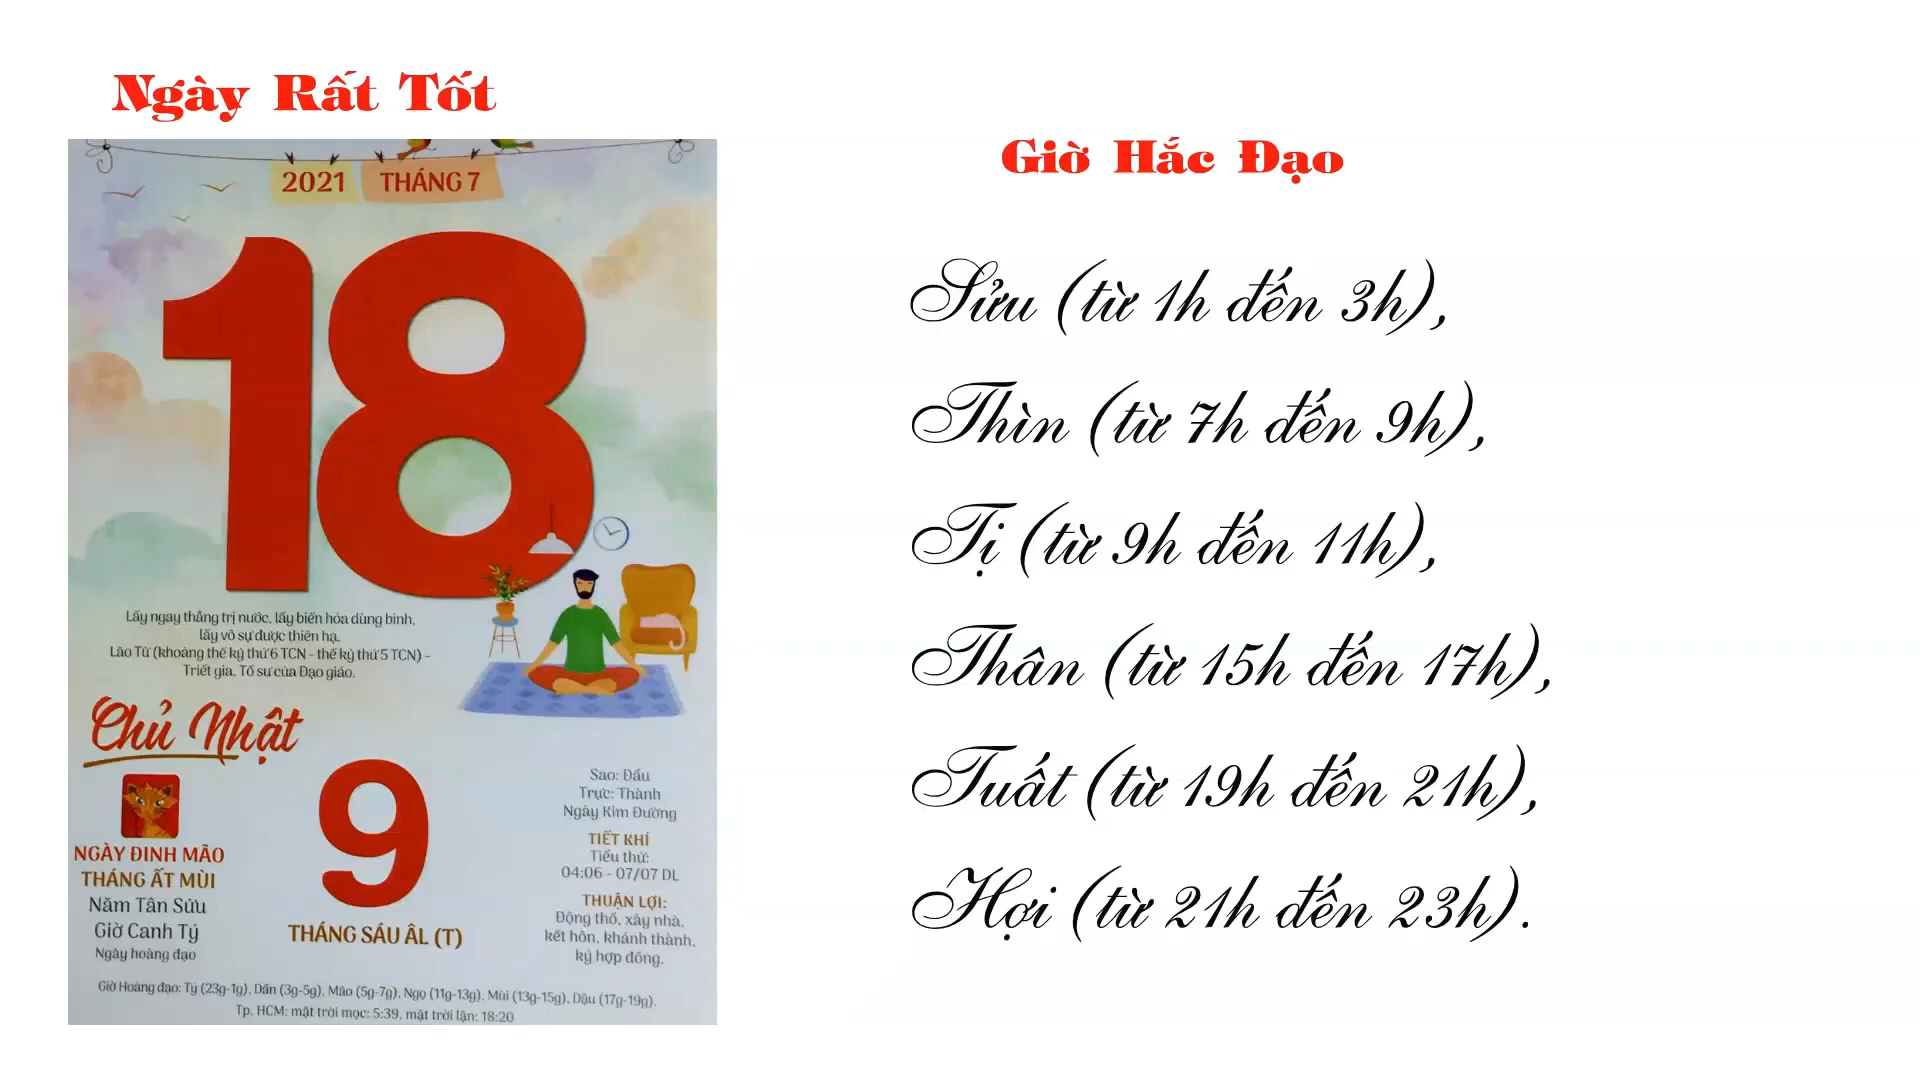 Ngày Rất Tốt
2021 THÁNG 7
18
Lấy ngay thẳng trị nước, lấy biến hóa dùng binh,
lấy vô sự được thiên hạ.
Lão Tử (khoảng thế kỷ thứ 6 TCN - thế kỷ thứ 5 TCN) -
Triết gia, Tổ sư của Đạo giáo.
Chủ Nhật
NGÀY ĐINH MÃO
THÁNG ẤT MÙI
Năm Tân Sửu
Giờ Canh Tý
Ngày hoàng đạo
9
THÁNG SÁU ÂL (T)
Sao: Đẩu
Trực: Thành
Ngày Kim Đường
TIẾT KHÍ
Tiểu thử:
04:06 - 07/07 DL
THUẬN LỢI:
Động thổ, xây nhà,
kết hôn, khánh thành,
ký hợp đồng.
Giờ Hoàng đạo: Tý (23g-1g), Dần (3g-5g), Mão (5g-7g), Ngọ (11g-13g), Mùi (13g-15g), Dậu (17g-19g).
Tp. HCM: mặt trời mọc: 5:39, mặt trời lặn: 18:20
Giờ Hắc Đạo
Sửu (từ 1h đến 3h),
Thìn (từ 7h đến 9h),
Tị (từ 9h đến 11h),
Thân (từ 15h đến 17h),
Tuất (từ 19h đến 21h),
Hợi (từ 21h đến 23h).